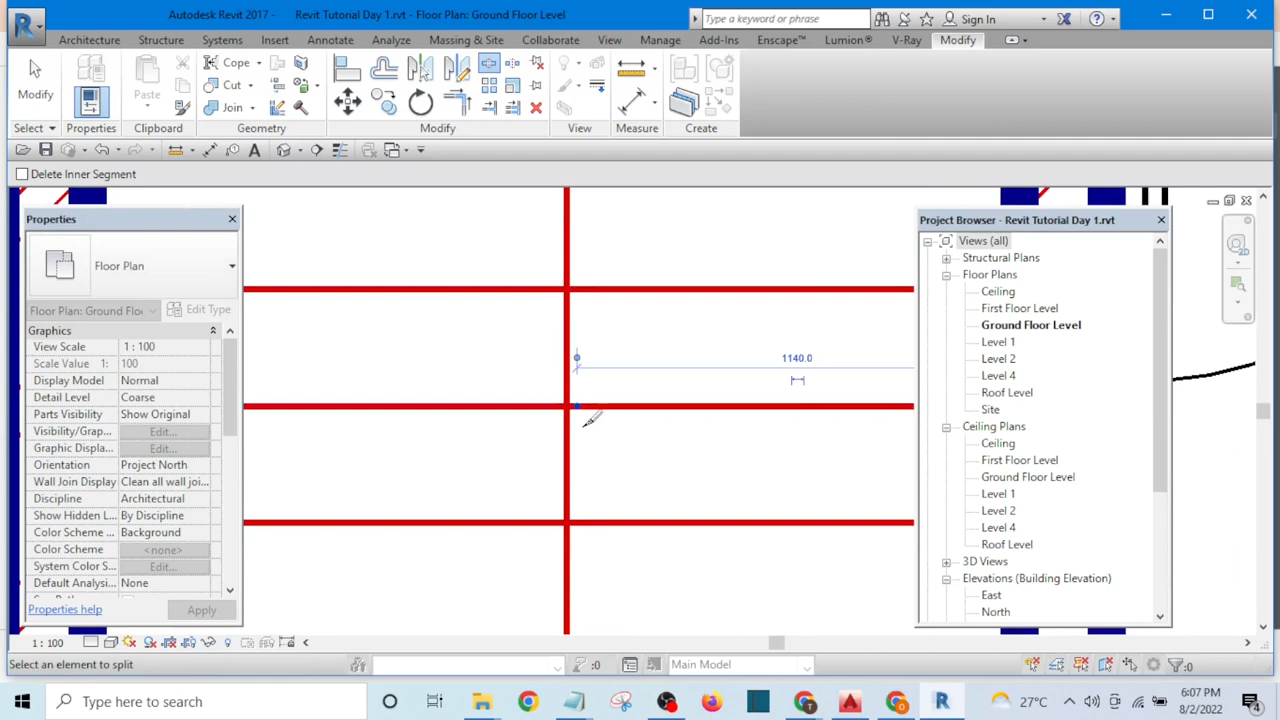 Autodesk Revit 2017 - Revit Tutorial Day 1.rvt - Floor Plan: Ground Floor Level
Type a keyword or phrase
Sign In
Architecture Structure Systems Insert Annotate Analyze Massing & Site Collaborate View Manage Add-Ins Enscape™ Lumion® V-Ray Modify
Modify
Paste
Cope
Cut
Join
Select Properties Clipboard Geometry Modify View Measure Create
Delete Inner Segment
Properties
Floor Plan
Floor Plan: Ground Floo Edit Type
Graphics
View Scale 1 : 100
Scale Value 1: 100
Display Model Normal
Detail Level Coarse
Parts Visibility Show Original
Visibility/Grap... Edit...
Graphic Displa... Edit...
Orientation Project North
Wall Join Display Clean all wall joi...
Discipline Architectural
Show Hidden L... By Discipline
Color Scheme ... Background
Color Scheme <none>
System Color S... Edit...
Default Analysi... None
Properties help Apply
1140.0
Project Browser - Revit Tutorial Day 1.rvt
Views (all)
Structural Plans
Floor Plans
Ceiling
First Floor Level
Ground Floor Level
Level 1
Level 2
Level 4
Roof Level
Site
Ceiling Plans
Ceiling
First Floor Level
Ground Floor Level
Level 1
Level 2
Level 4
Roof Level
3D Views
Elevations (Building Elevation)
East
North
1 : 100
Select an element to split
:0
Main Model
:0
Type here to search
27°C
6:07 PM
8/2/2022
4